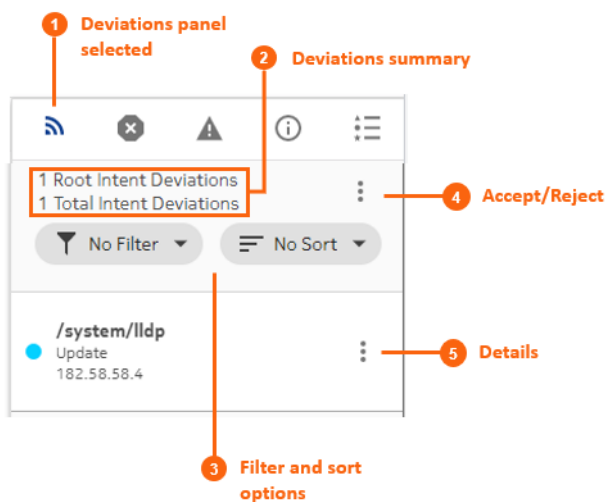 1 Deviations panel
selected
2 Deviations summary
1 Root Intent Deviations
1 Total Intent Deviations
4 Accept/Reject
No Filter
No Sort
/system/lldp
Update
182.58.58.4
5 Details
3 Filter and sort
options